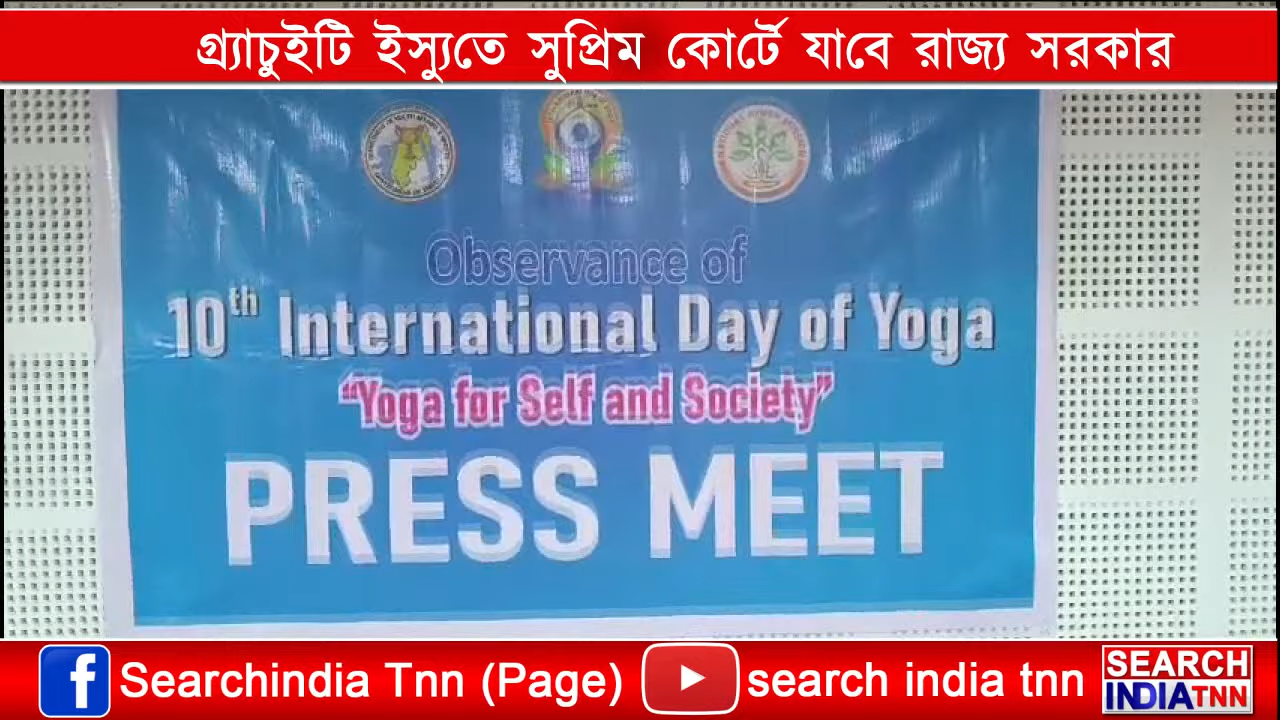 গ্র্যাচুইটি ইস্যুতে সুপ্রিম কোর্টে যাবে রাজ্য সরকার
Observance of
10th International Day of Yoga
“Yoga for Self and Society”
PRESS MEET
Searchindia Tnn (Page)
search india tnn
SEARCH
INDIATNN